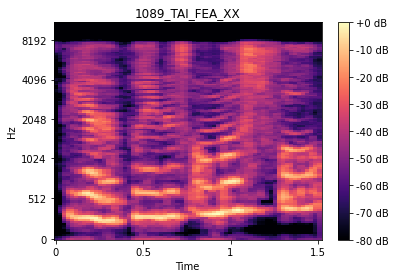 1089_TAI_FEA_XX
8192
4096
2048
1024
512
0
Hz
0
0.5
1
1.5
Time
+0 dB
-10 dB
-20 dB
-30 dB
-40 dB
-50 dB
-60 dB
-70 dB
-80 dB